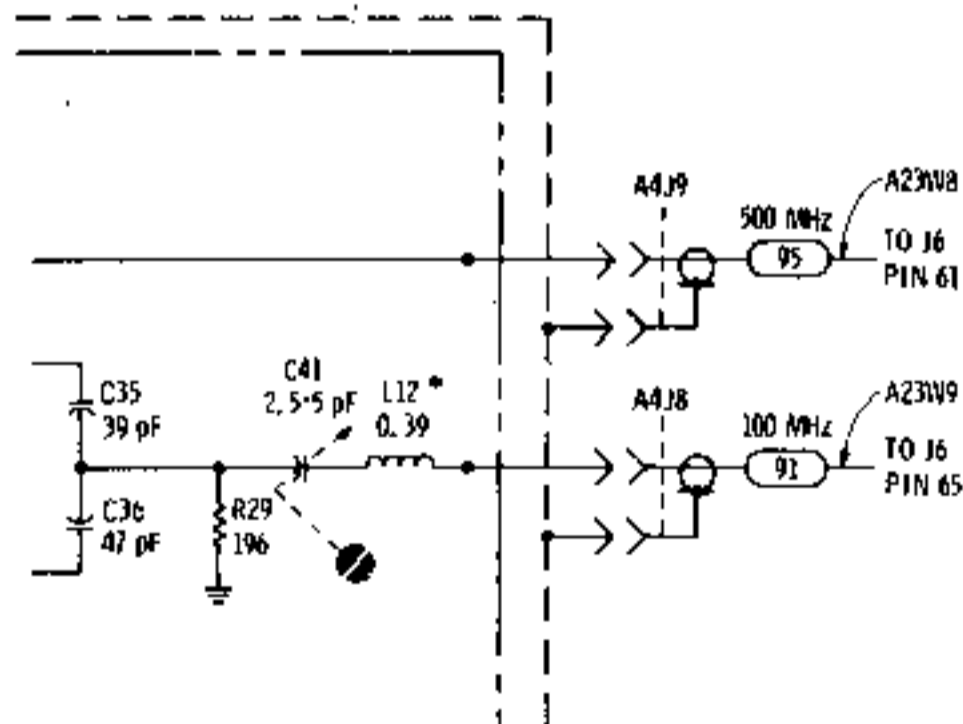 A4J9
500 MHz
95
A23W8
TO J6
PIN 61
C35
39 pF
C41
2.5-5 pF
L12 *
0.39
A4J8
100 MHz
91
A23W9
TO J6
PIN 65
C36
47 pF
R29
196